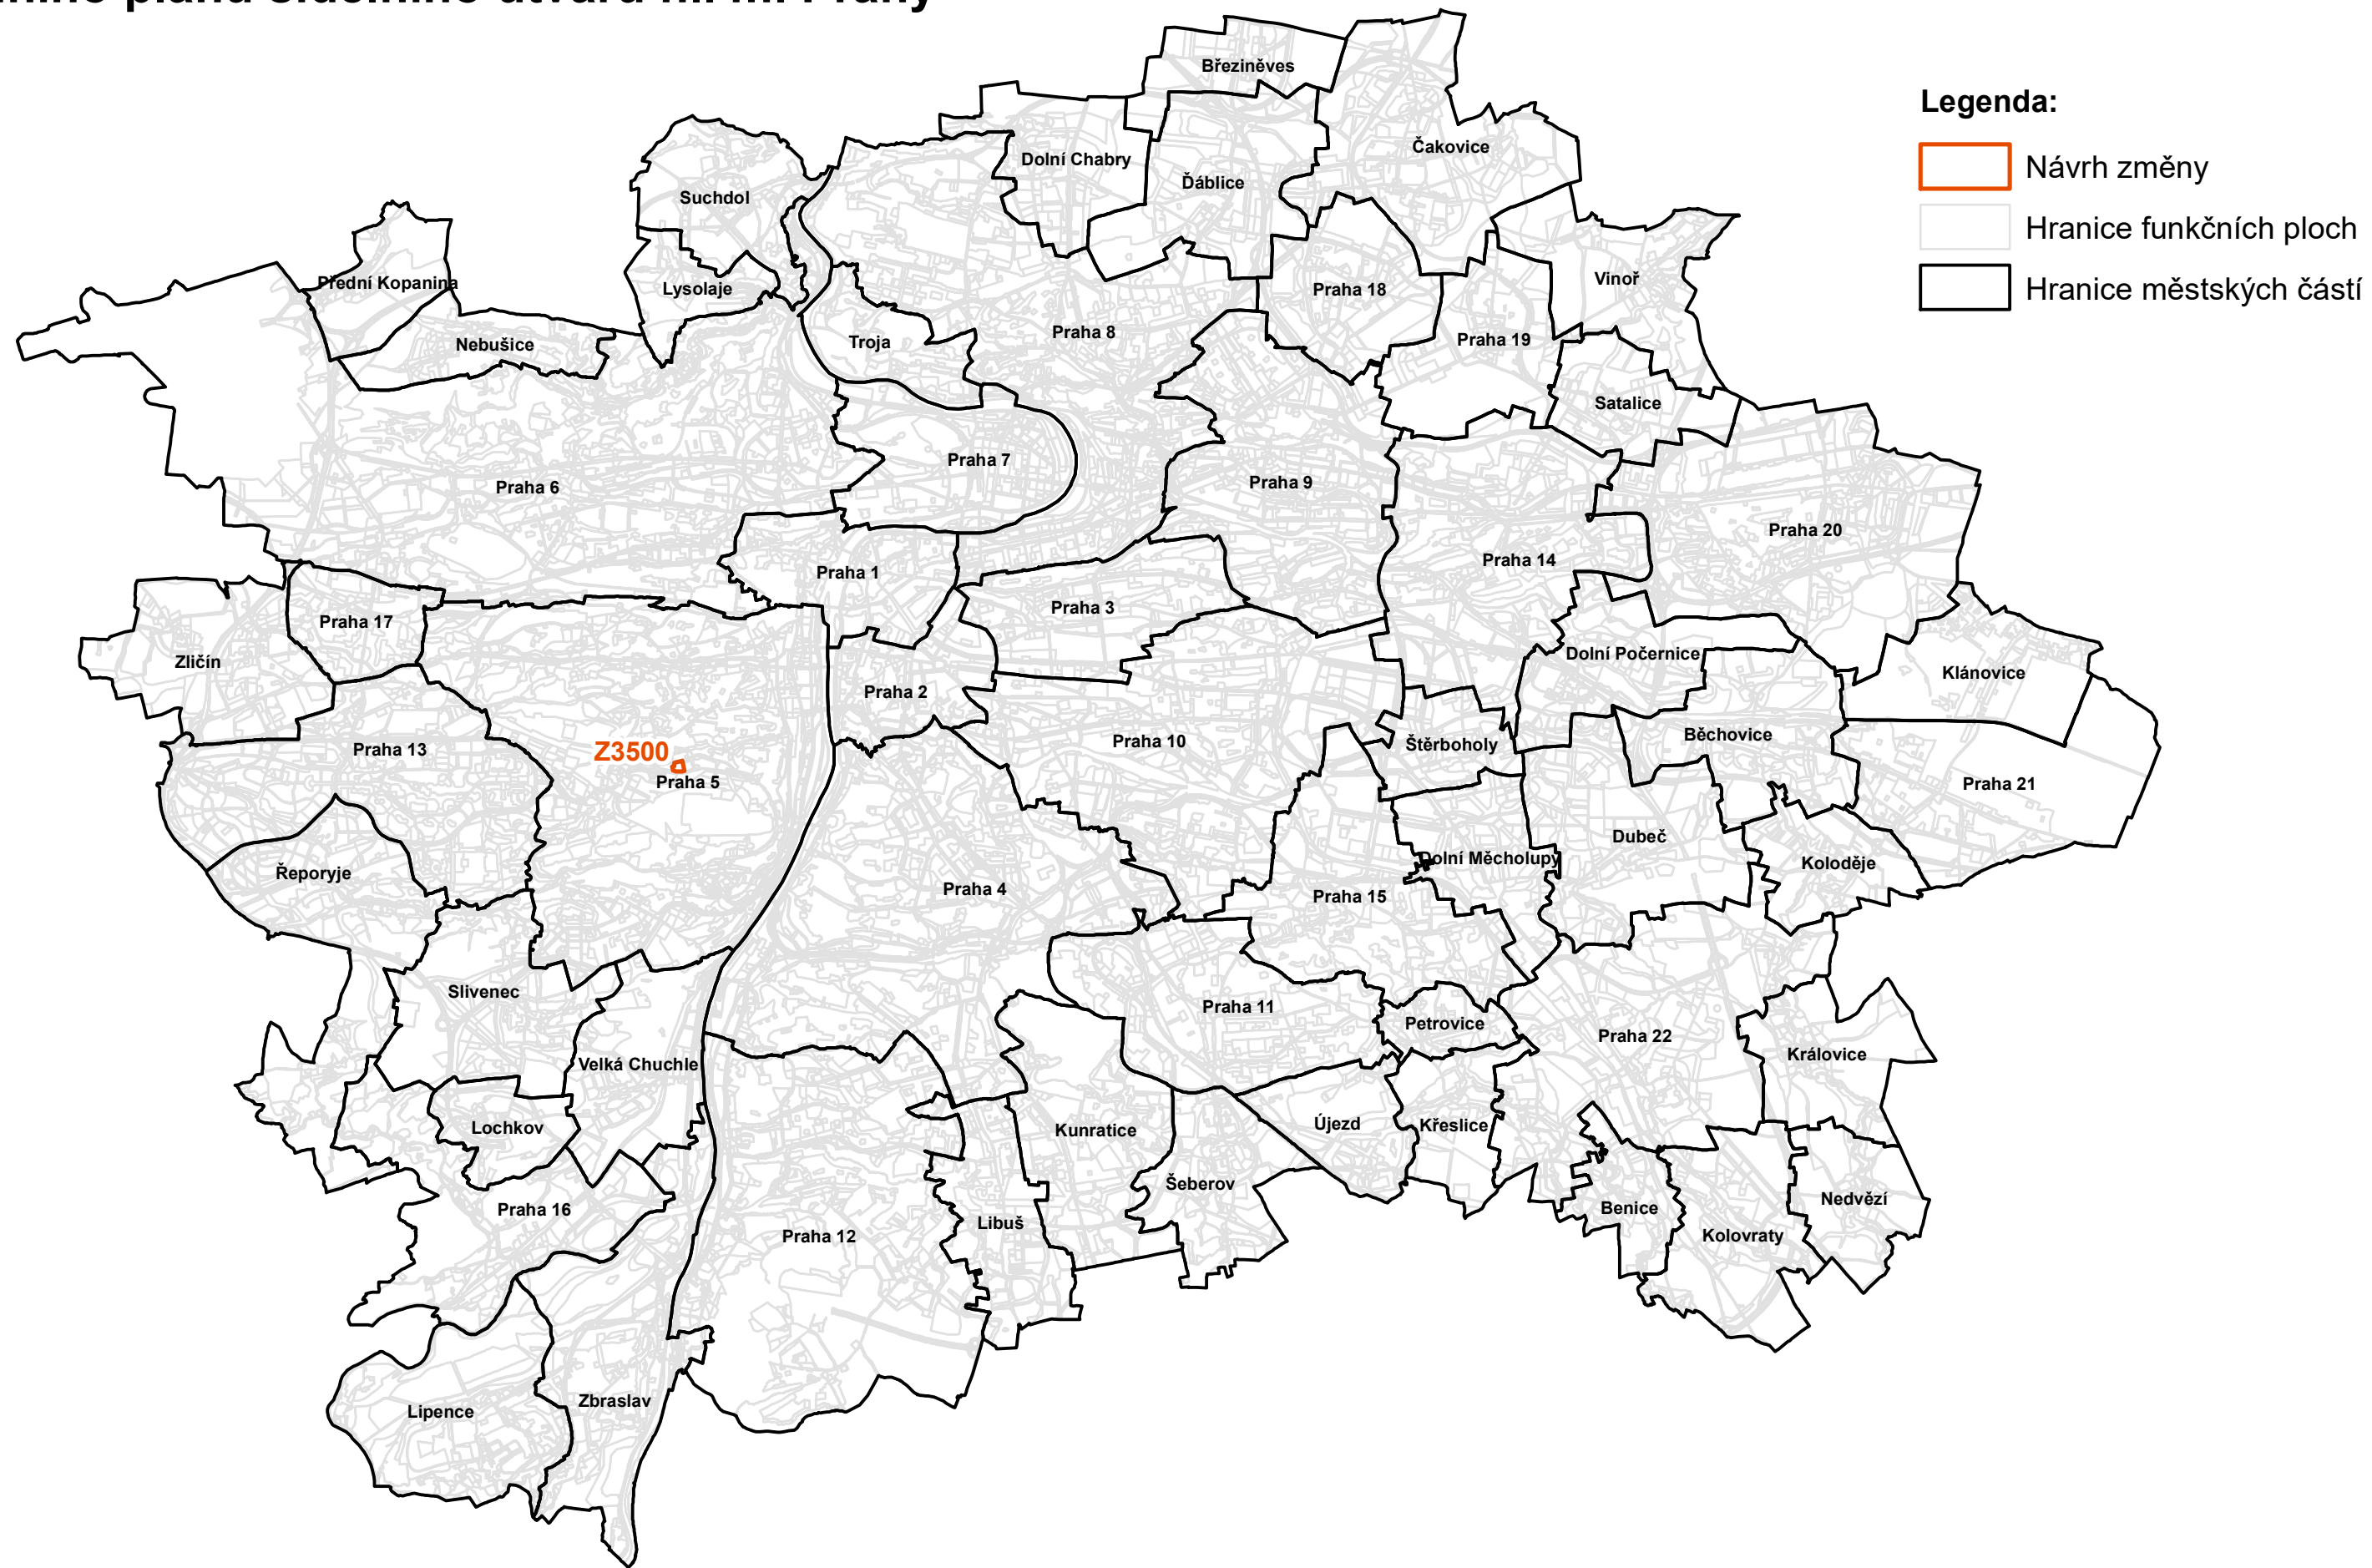 Březiněves
Legenda:
Návrh změny
Hranice funkčních ploch
Hranice městských částí
Dolní Chabry
Čakovice
Ďáblice
Suchdol
Přední Kopanina
Lysolaje
Vinoř
Praha 18
Nebušice
Troja
Praha 8
Praha 19
Satalice
Praha 7
Praha 6
Praha 9
Praha 20
Praha 14
Praha 1
Praha 3
Praha 17
Zličín
Dolní Počernice
Klánovice
Praha 2
Praha 13
Z3500
Praha 5
Praha 10
Štěrboholy
Běchovice
Praha 21
Řeporyje
Dubeč
Dolní Měcholupy
Koloděje
Praha 4
Praha 15
Slivenec
Praha 11
Petrovice
Praha 22
Královice
Velká Chuchle
Lochkov
Kunratice
Újezd
Křeslice
Šeberov
Praha 16
Libuš
Praha 12
Benice
Nedvězí
Kolovraty
Zbraslav
Lipence